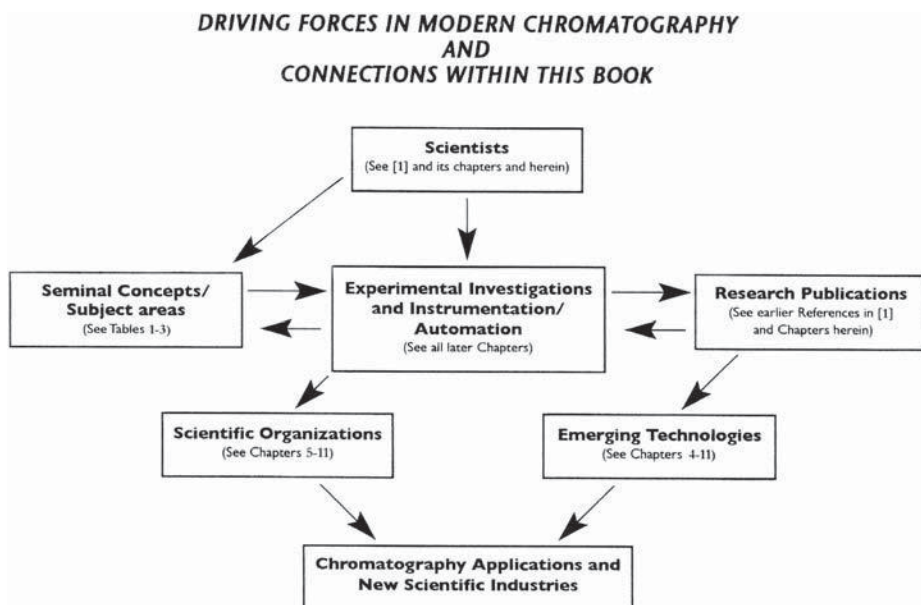 DRIVING FORCES IN MODERN CHROMATOGRAPHY
AND
CONNECTIONS WITHIN THIS BOOK
Scientists
(See [1] and its chapters and herein)
Seminal Concepts/
Subject areas
(See Tables 1-3)
Experimental Investigations
and Instrumentation/
Automation
(See all later Chapters)
Research Publications
(See earlier References in [1]
and Chapters herein)
Scientific Organizations
(See Chapters 5-11)
Emerging Technologies
(See Chapters 4-11)
Chromatography Applications and
New Scientific Industries